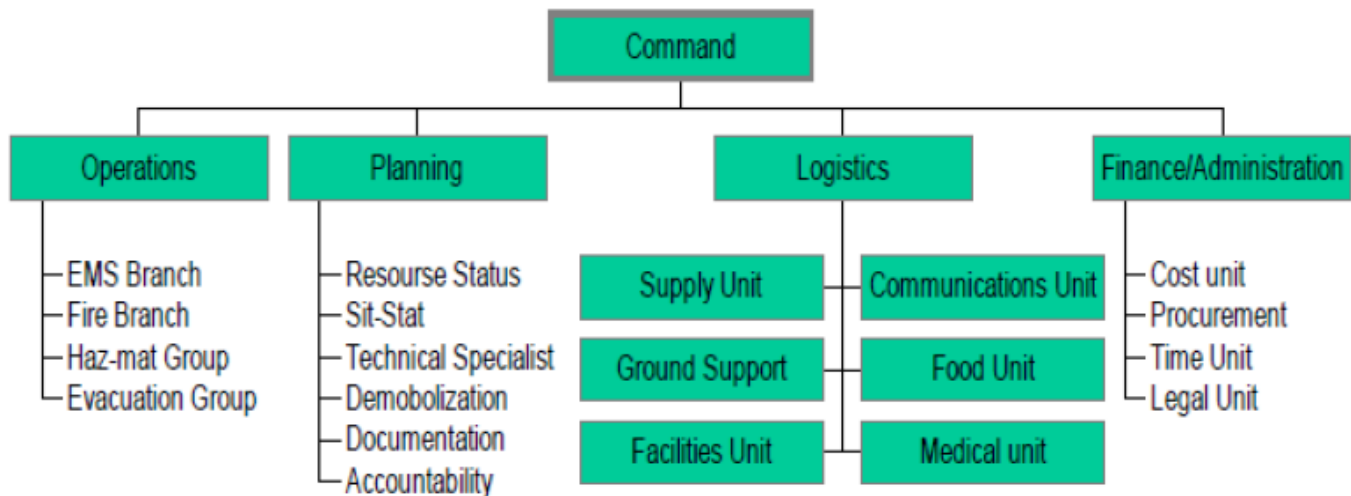 Command
Operations
Planning
Logistics
Finance/Administration
EMS Branch
Fire Branch
Haz-mat Group
Evacuation Group
Resourse Status
Sit-Stat
Technical Specialist
Demobolization
Documentation
Accountability
Supply Unit
Communications Unit
Ground Support
Food Unit
Facilities Unit
Medical unit
Cost unit
Procurement
Time Unit
Legal Unit